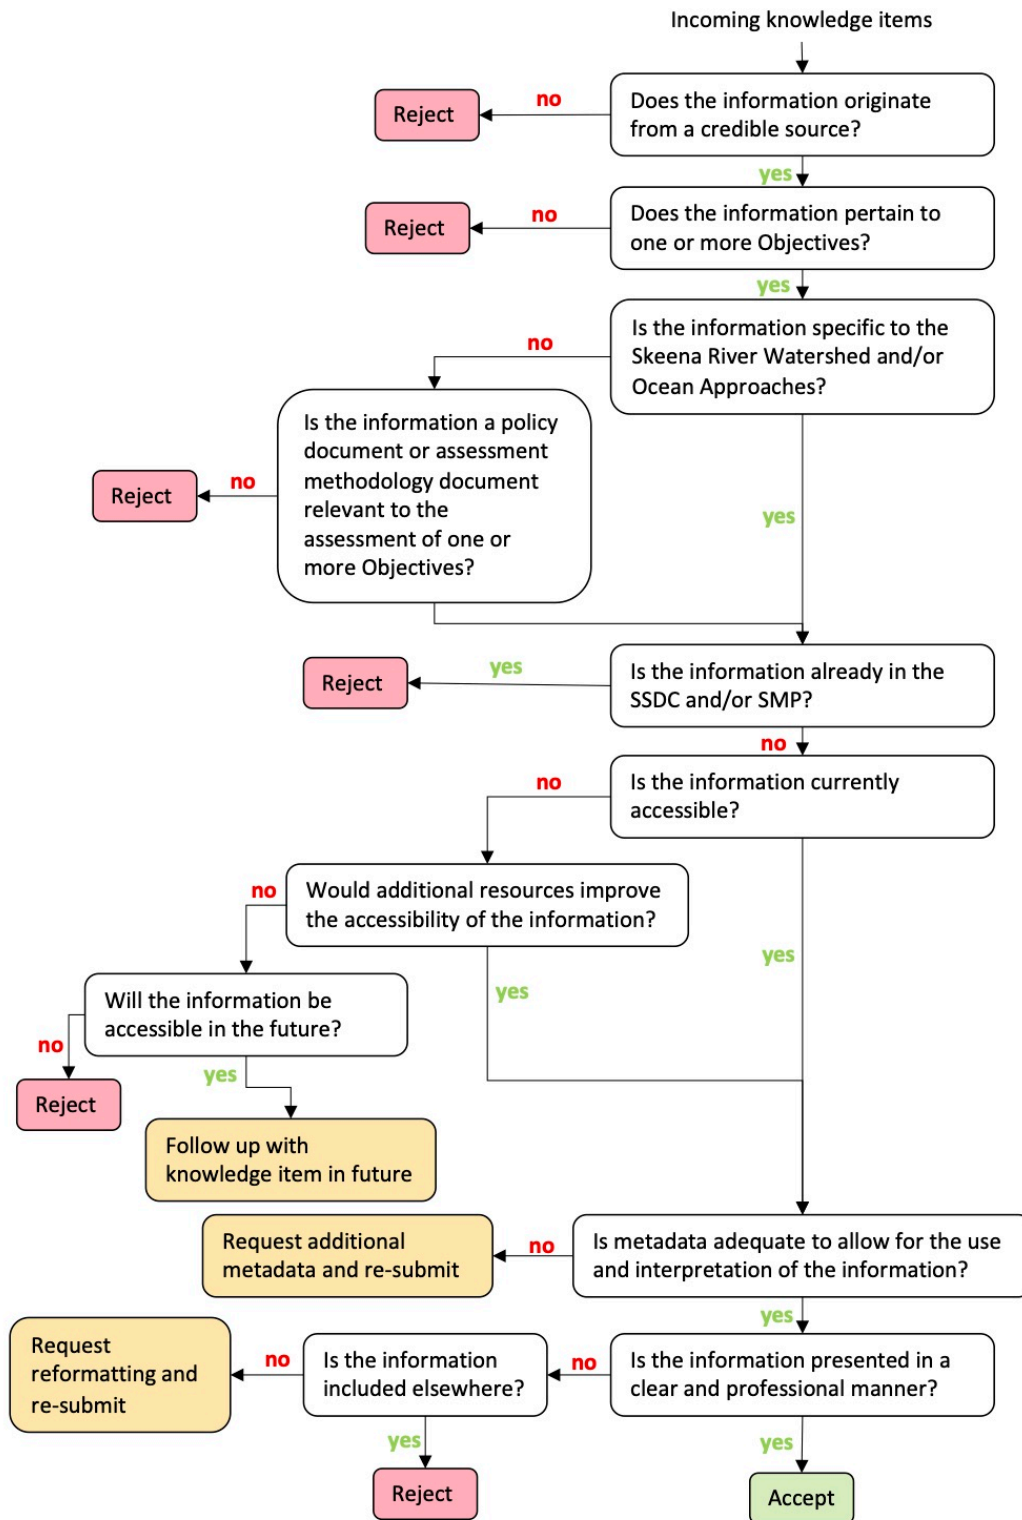 Incoming knowledge items
Does the information originate
from a credible source?
no
Reject
yes
Does the information pertain to
one or more Objectives?
no
Reject
yes
Is the information specific to the
Skeena River Watershed and/or
Ocean Approaches?
no
Is the information a policy
document or assessment
methodology document
relevant to the
assessment of one or
more Objectives?
no
Reject
yes
Is the information already in the
SSDC and/or SMP?
yes
Reject
no
Is the information currently
accessible?
no
Would additional resources improve
the accessibility of the information?
no
yes
yes
Will the information be
accessible in the future?
no
Reject
yes
Follow up with
knowledge item in future
Is metadata adequate to allow for the use
and interpretation of the information?
no
Request additional
metadata and re-submit
yes
Is the information presented in a
clear and professional manner?
no
Is the information
included elsewhere?
no
Request
reformatting and
re-submit
yes
Reject
yes
Accept